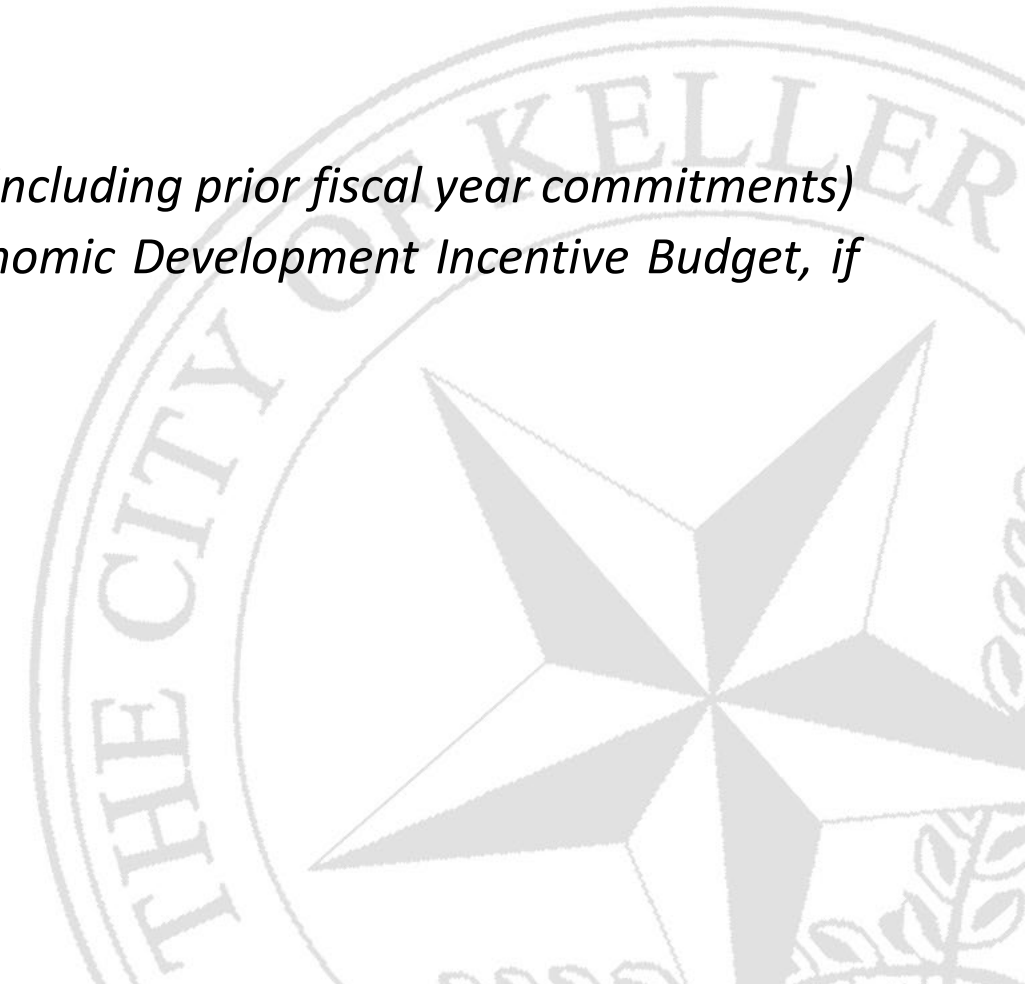 ncluding prior fiscal year commitments)
nomic Development Incentive Budget, if
THE CITY OF KELLER